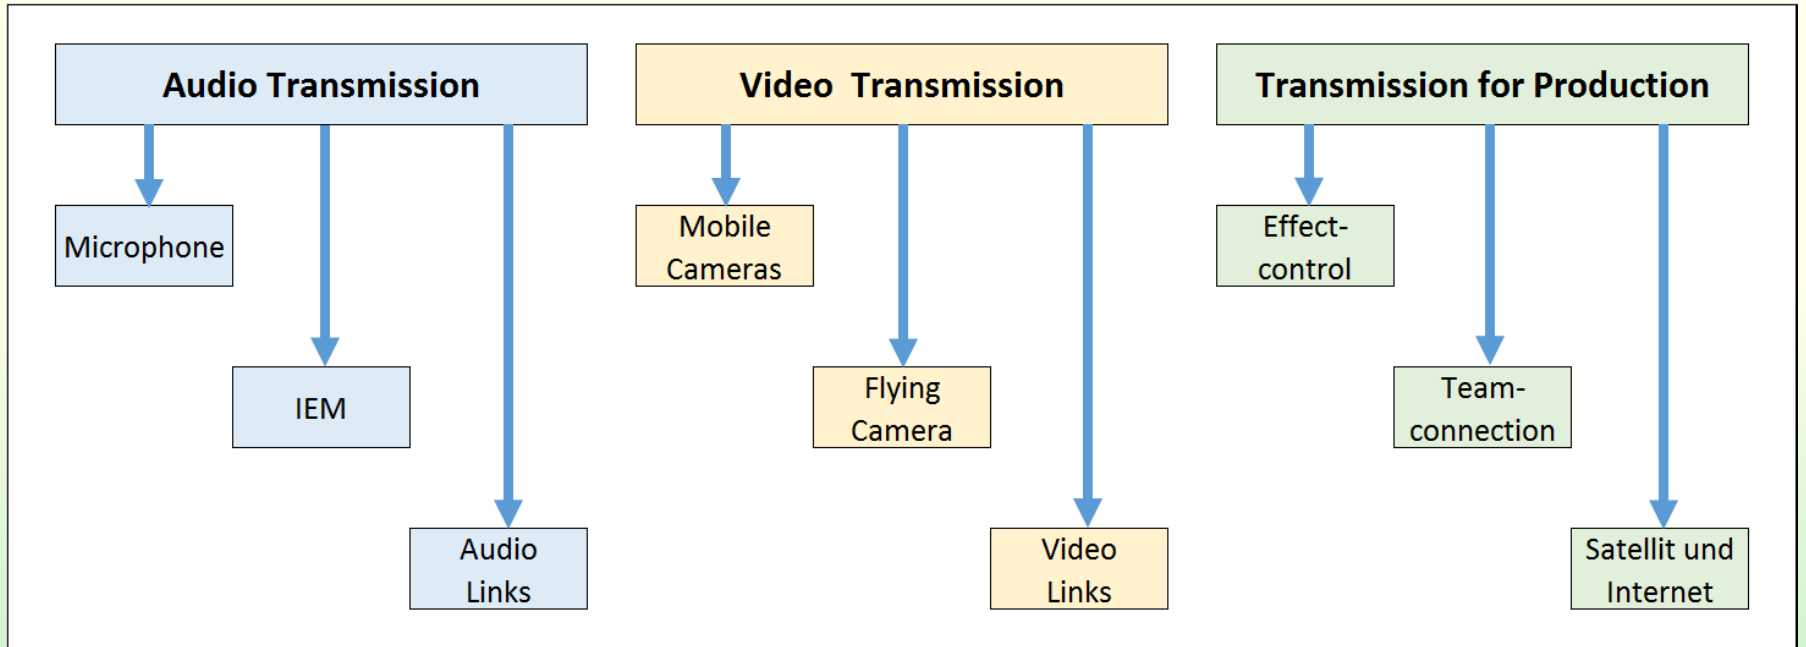 Audio Transmission
Video  Transmission
Transmission for Production
Microphone
Mobile
Cameras
Effect-
control
IEM
Flying
Camera
Team-
connection
Audio
Links
Video
Links
Satellit und
Internet